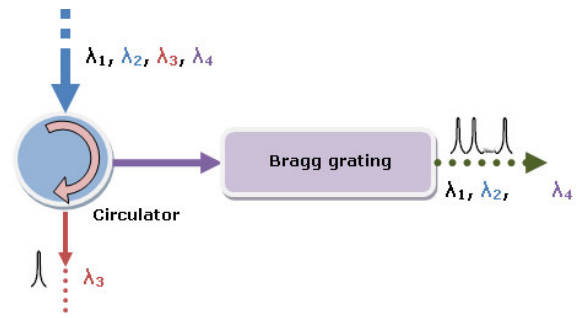 λ1, λ2, λ3, λ4
Bragg grating
λ1, λ2, λ4
Circulator
λ3